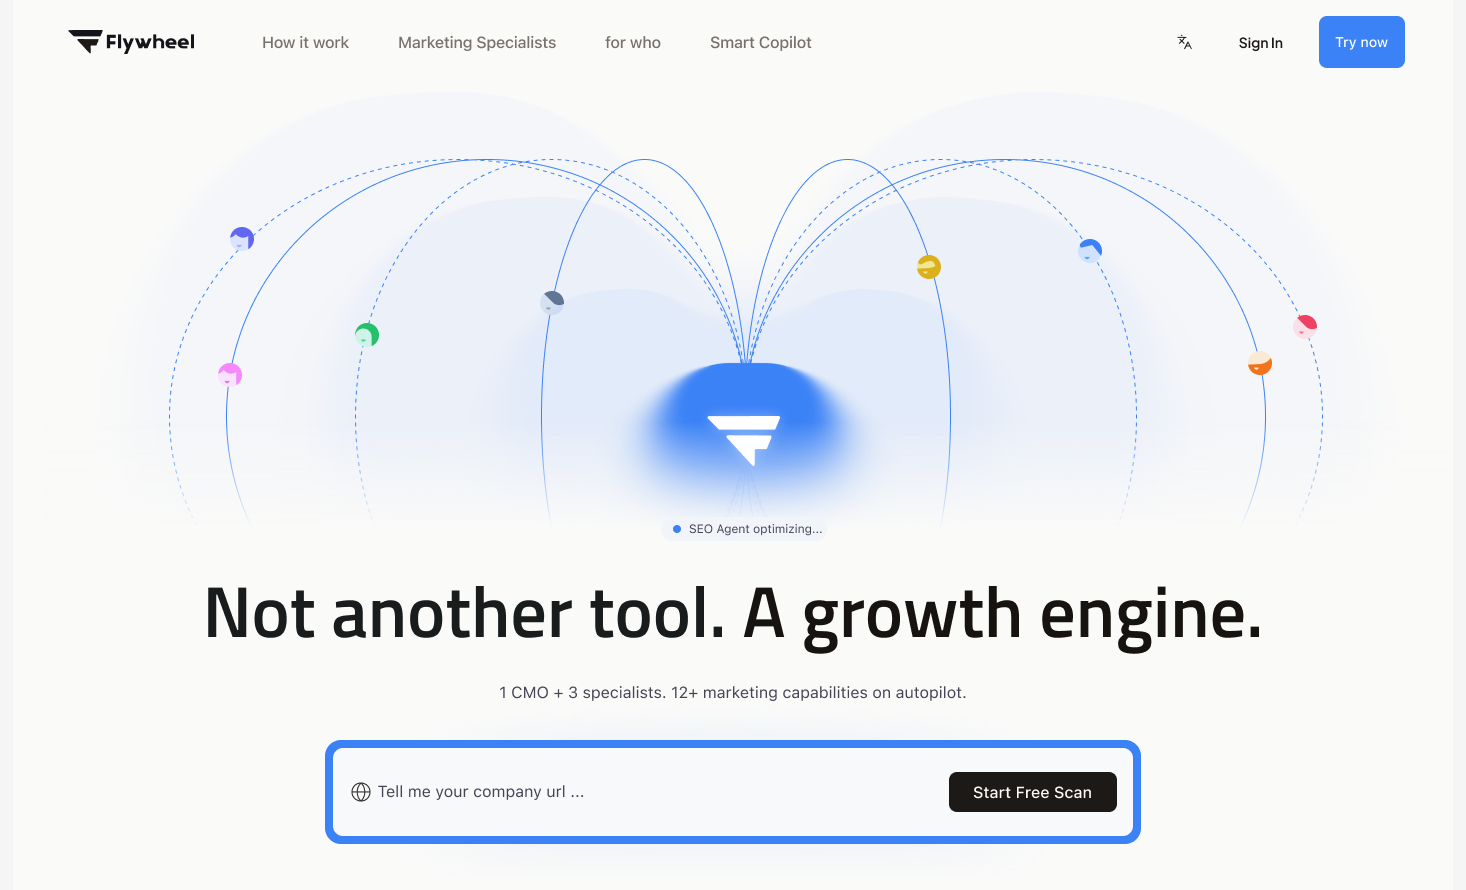 Flywheel
How it work
Marketing Specialists
for who
Smart Copilot
Sign In
Try now
SEO Agent optimizing...
Not another tool. A growth engine.
1 CMO + 3 specialists. 12+ marketing capabilities on autopilot.
Tell me your company url ...
Start Free Scan